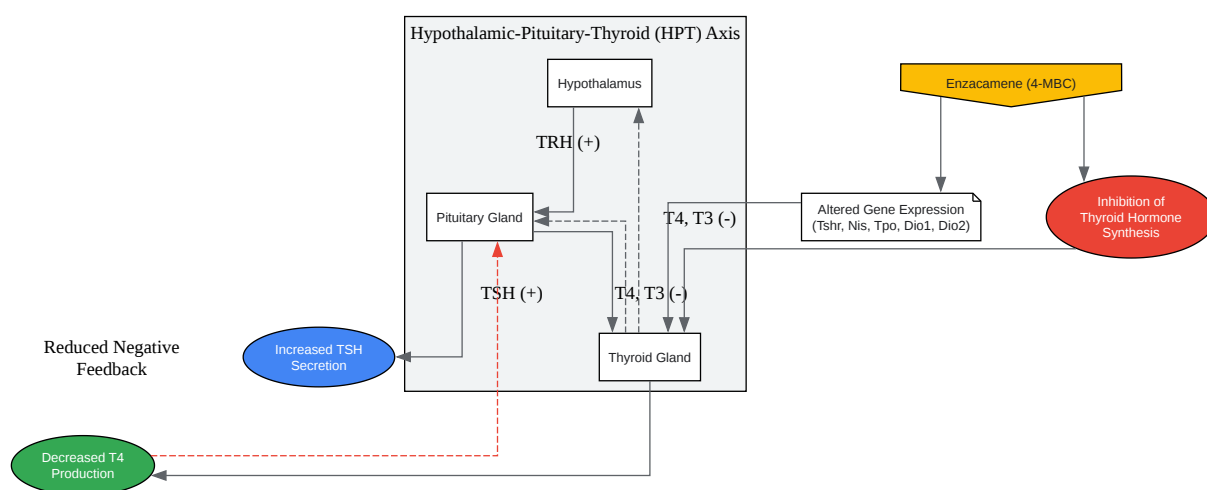 Hypothalamic-Pituitary-Thyroid (HPT) Axis
Hypothalamus
Enzacamene (4-MBC)
TRH (+)
Pituitary Gland
T4, T3 (-)
Altered Gene Expression
(Tshr, Nis, Tpo, Dio1, Dio2)
Inhibition of
Thyroid Hormone
Synthesis
TSH (+)
T4, T3 (-)
Reduced Negative
Feedback
Increased TSH
Secretion
Thyroid Gland
Decreased T4
Production